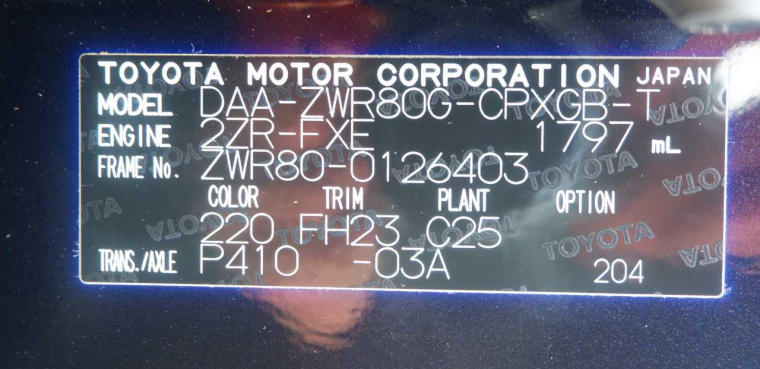 TOYOTA MOTOR CORPORATION JAPAN
MODEL DAA-ZWR80G-CPXGB-T
ENGINE 2ZR-FXE 1797 mL
FRAME No. ZWR80-0126403
COLOR TRIM PLANT OPTION
220 FH23 C25
TRANS./AXLE P410 -03A 204